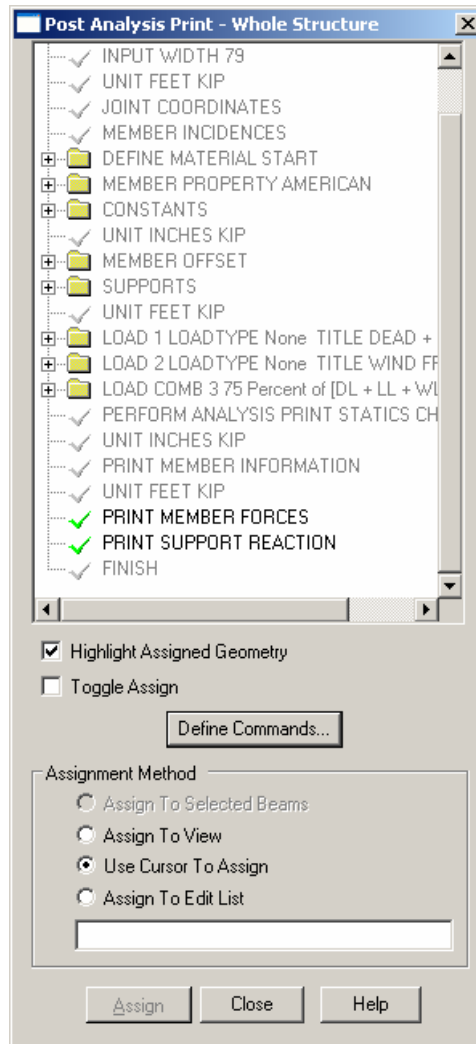 Post Analysis Print - Whole Structure
INPUT WIDTH 79
UNIT FEET KIP
JOINT COORDINATES
MEMBER INCIDENCES
DEFINE MATERIAL START
MEMBER PROPERTY AMERICAN
CONSTANTS
UNIT INCHES KIP
MEMBER OFFSET
SUPPORTS
UNIT FEET KIP
LOAD 1 LOADTYPE None TITLE DEAD +
LOAD 2 LOADTYPE None TITLE WIND FR
LOAD COMB 3 75 Percent of [DL + LL + WL
PERFORM ANALYSIS PRINT STATICS CH
UNIT INCHES KIP
PRINT MEMBER INFORMATION
UNIT FEET KIP
PRINT MEMBER FORCES
PRINT SUPPORT REACTION
FINISH
Highlight Assigned Geometry
Toggle Assign
Define Commands...
Assignment Method
Assign To Selected Beams
Assign To View
Use Cursor To Assign
Assign To Edit List
Assign Close Help